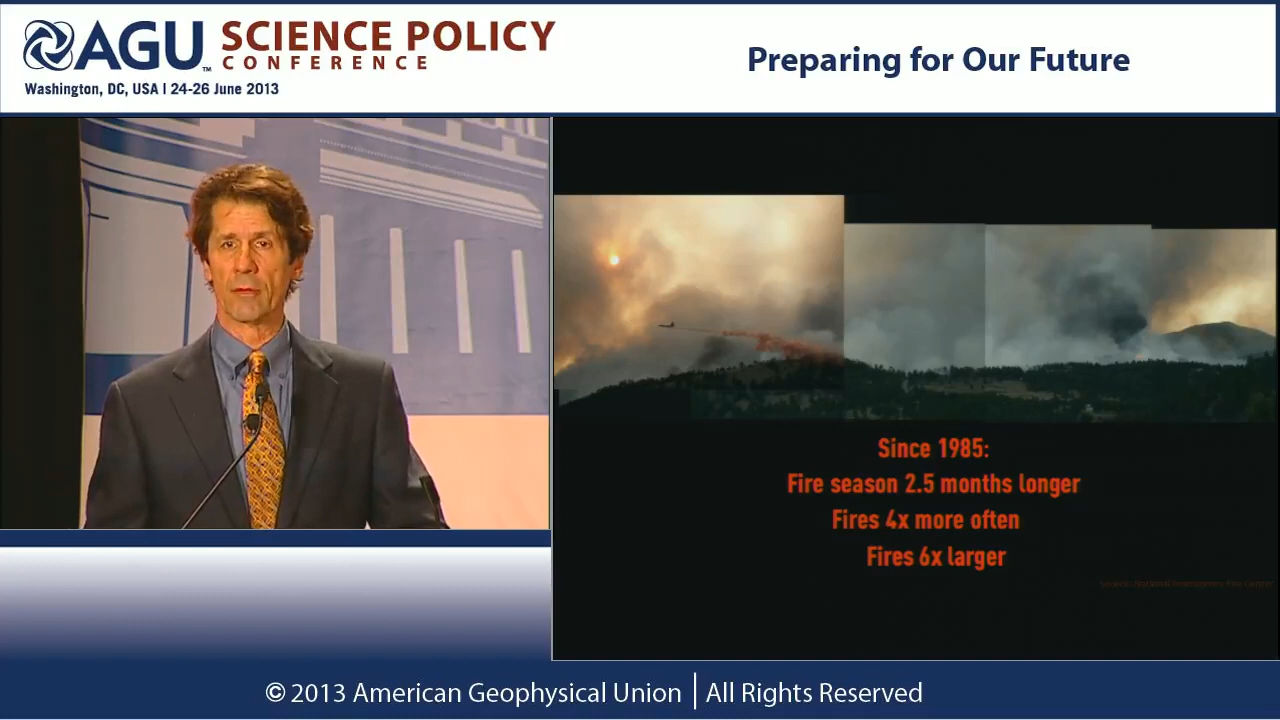 AGU
SCIENCE POLICY
CONFERENCE
Washington, DC, USA | 24-26 June 2013
Preparing for Our Future
Since 1985:
Fire season 2.5 months longer
Fires 4x more often
Fires 6x larger
© 2013 American Geophysical Union | All Rights Reserved